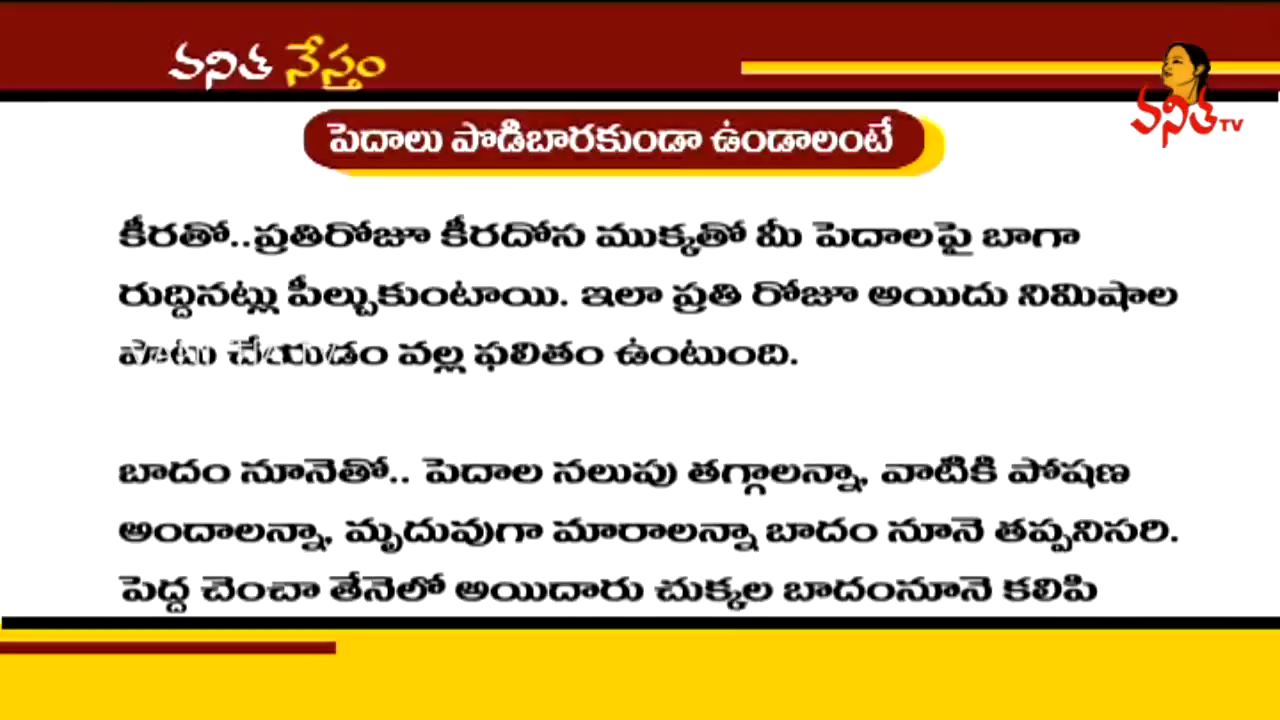 వనిత నేస్తం
వనిత TV
పెదాలు పొడిబారకుండా ఉండాలంటే
కీరతో..ప్రతిరోజూ కీరదోస ముక్కతో మీ పెదాలపై బాగా
రుద్దినట్లు పీల్చుకుంటాయి. ఇలా ప్రతి రోజూ అయిదు నిమిషాల
పాటు చేయడం వల్ల ఫలితం ఉంటుంది.
బాదం నూనెతో.. పెదాల నలుపు తగ్గాలన్నా, వాటికి పోషణ
అందాలన్నా, మృదువుగా మారాలన్నా బాదం నూనె తప్పనిసరి.
పెద్ద చెంచా తేనెలో అయిదారు చుక్కల బాదంనూనె కలిపి